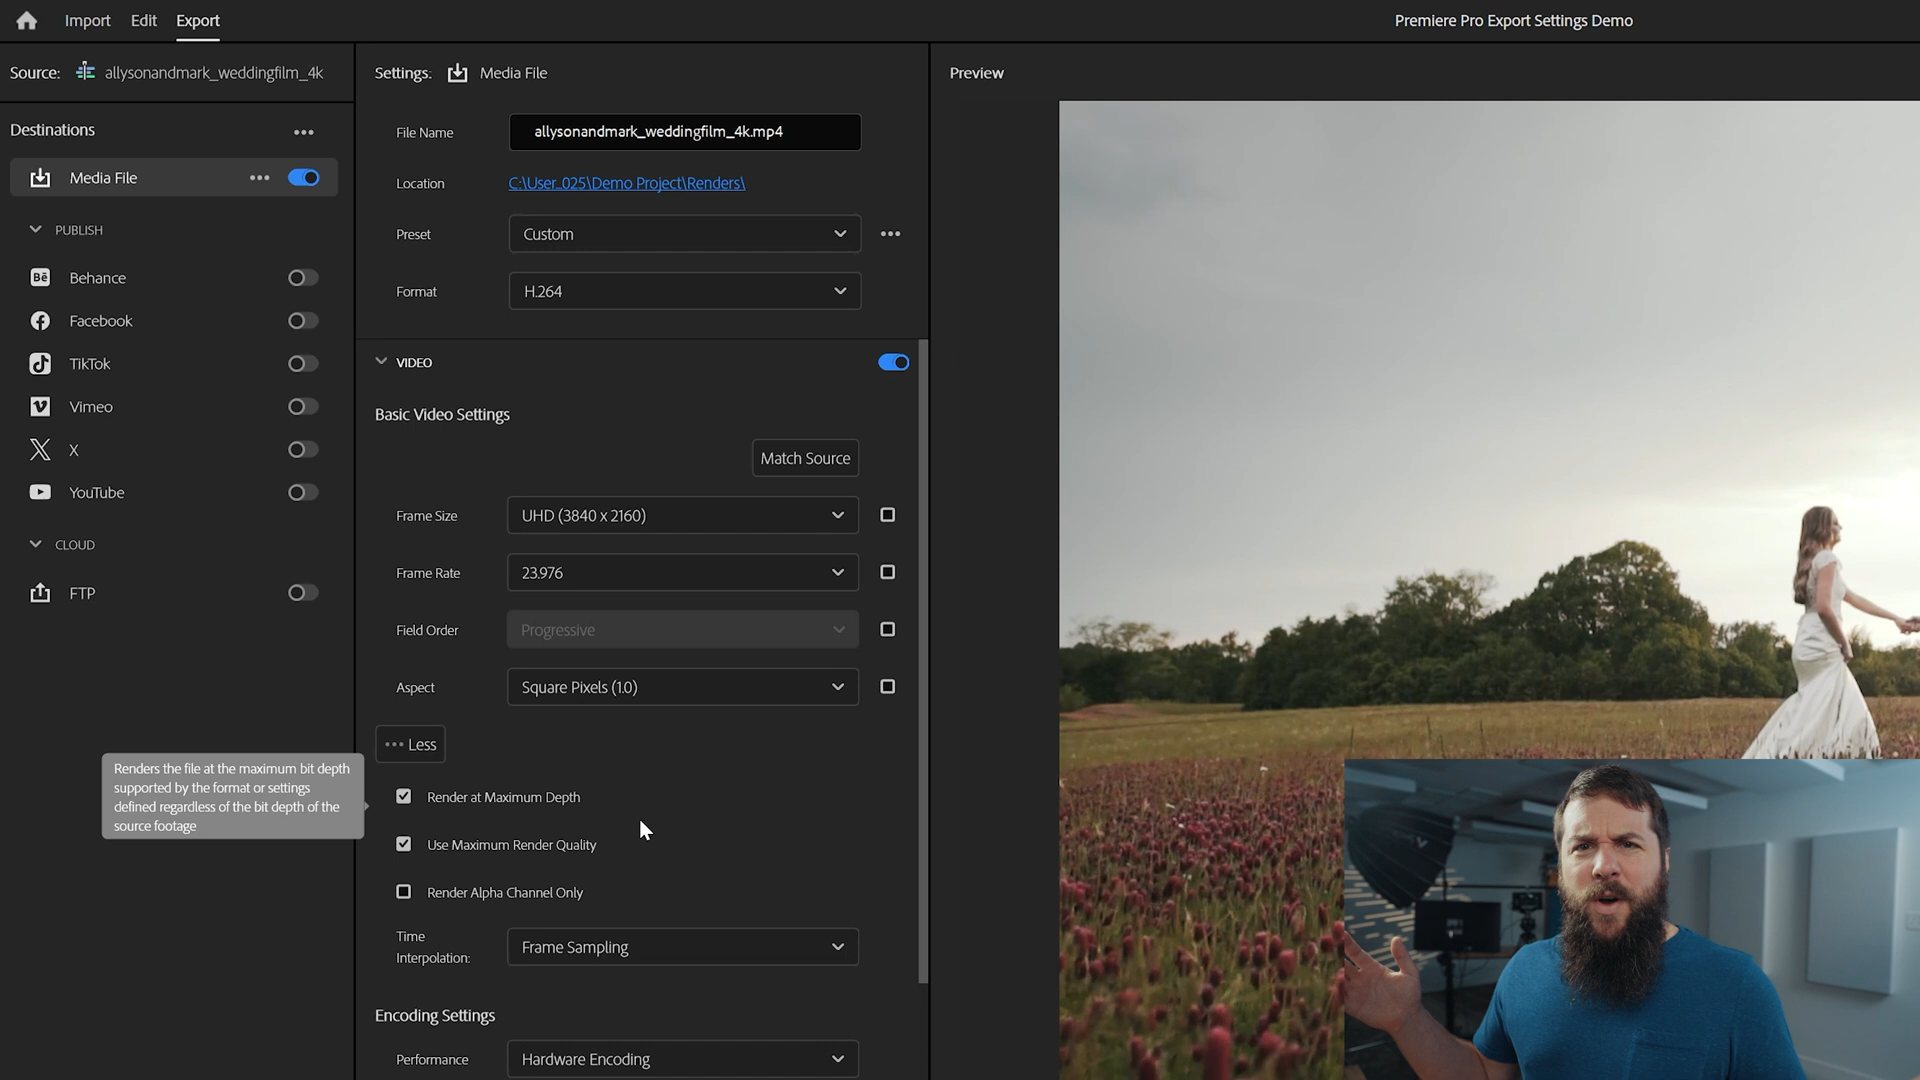 Import Edit Export
Premiere Pro Export Settings Demo
Source: allysonandmark_weddingfilm_4k
Settings: Media File
Preview
Destinations
Media File
PUBLISH
Bē Behance
Facebook
TikTok
Vimeo
X
YouTube
CLOUD
FTP
File Name allysonandmark_weddingfilm_4k.mp4
Location C:\User_025\Demo Project\Renders\
Preset Custom
Format H.264
VIDEO
Basic Video Settings
Match Source
Frame Size UHD (3840 x 2160)
Frame Rate 23.976
Field Order Progressive
Aspect Square Pixels (1.0)
Less
Renders the file at the maximum bit depth
supported by the format or settings
defined regardless of the bit depth of the
source footage
Render at Maximum Depth
Use Maximum Render Quality
Render Alpha Channel Only
Time
Interpolation: Frame Sampling
Encoding Settings
Performance Hardware Encoding